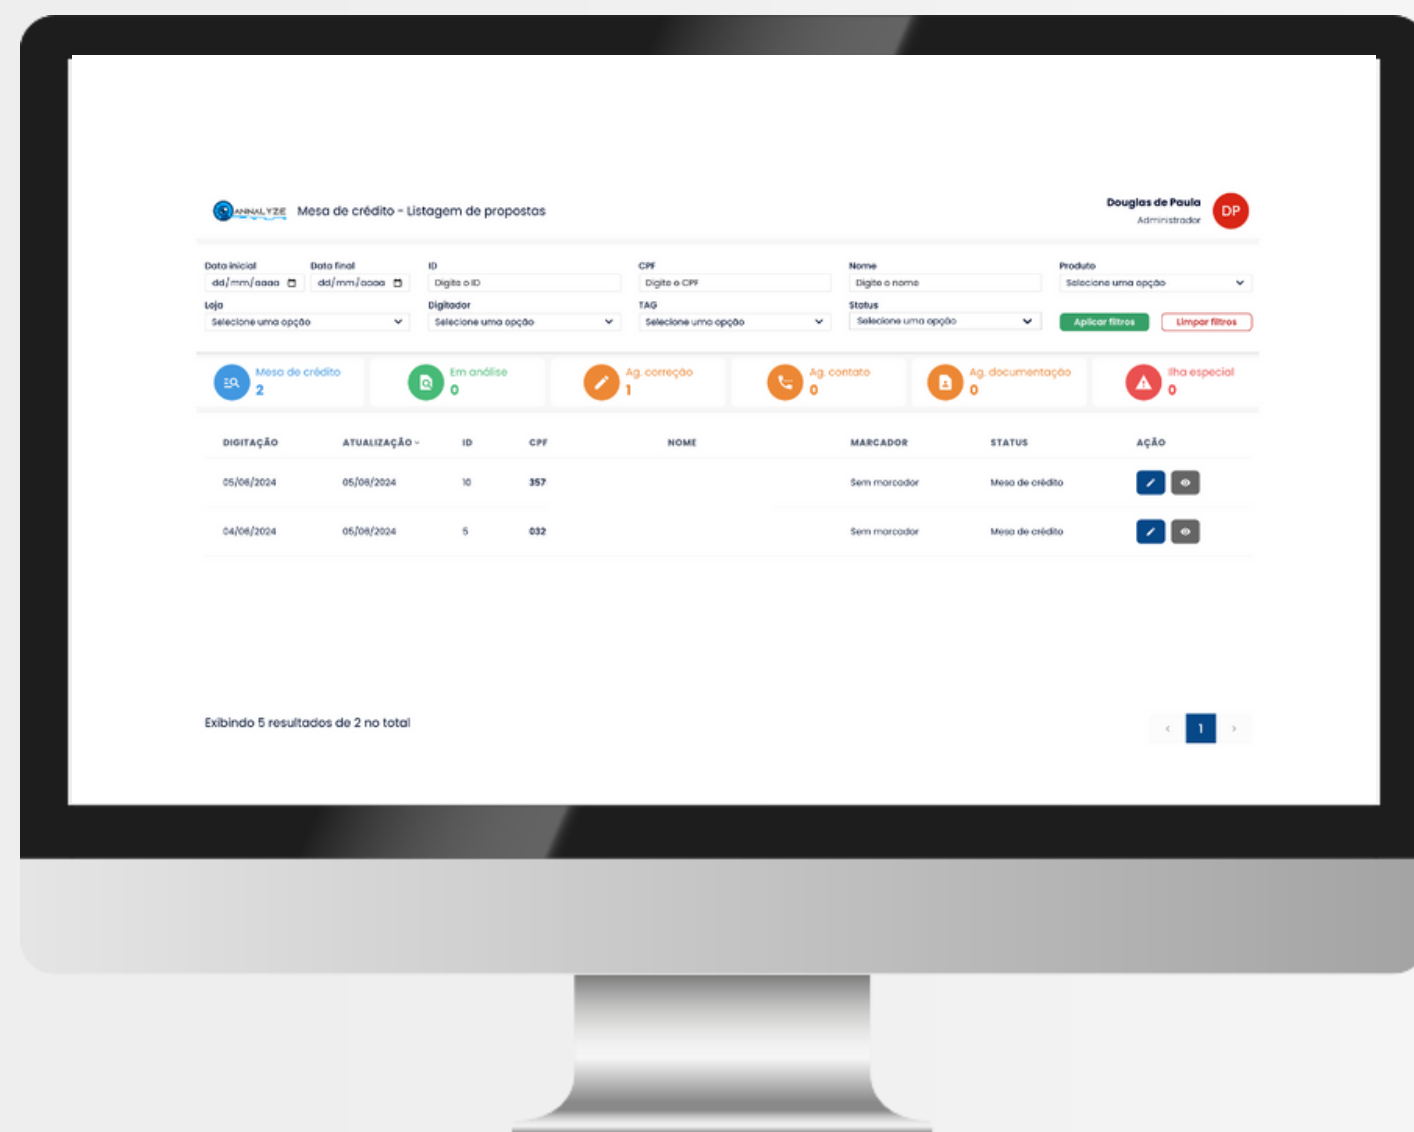 ANNALYZE Mesa de crédito - Listagem de propostas
Douglas de Paula
Administrador
DP
Data inicial Data final ID CPF Nome Produto
dd/mm/aaaa dd/mm/aaaa Digite o ID Digite o CPF Digite o nome Selecione uma opção
Loja Digitador TAG Status
Selecione uma opção Selecione uma opção Selecione uma opção Selecione uma opção Aplicar filtros Limpar filtros
Mesa de crédito Em análise Ag. correção Ag. contato Ag. documentação Ilha especial
2 0 1 0 0 0
DIGITAÇÃO ATUALIZAÇÃO ID CPF NOME MARCADOR STATUS AÇÃO
05/06/2024 05/06/2024 10 357 Sem marcador Mesa de crédito
04/06/2024 05/06/2024 5 032 Sem marcador Mesa de crédito
Exibindo 5 resultados de 2 no total
< 1 >